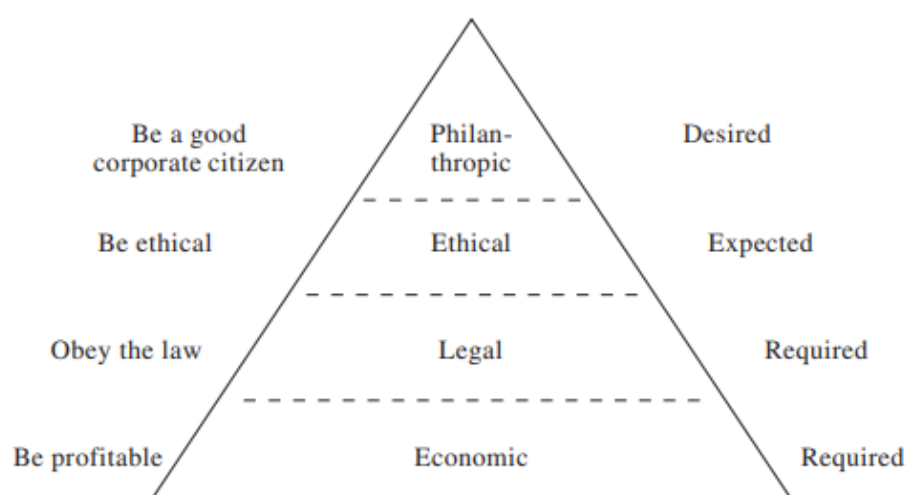 Be a good
corporate citizen
Philan-
thropic
Desired
Be ethical
Ethical
Expected
Obey the law
Legal
Required
Be profitable
Economic
Required